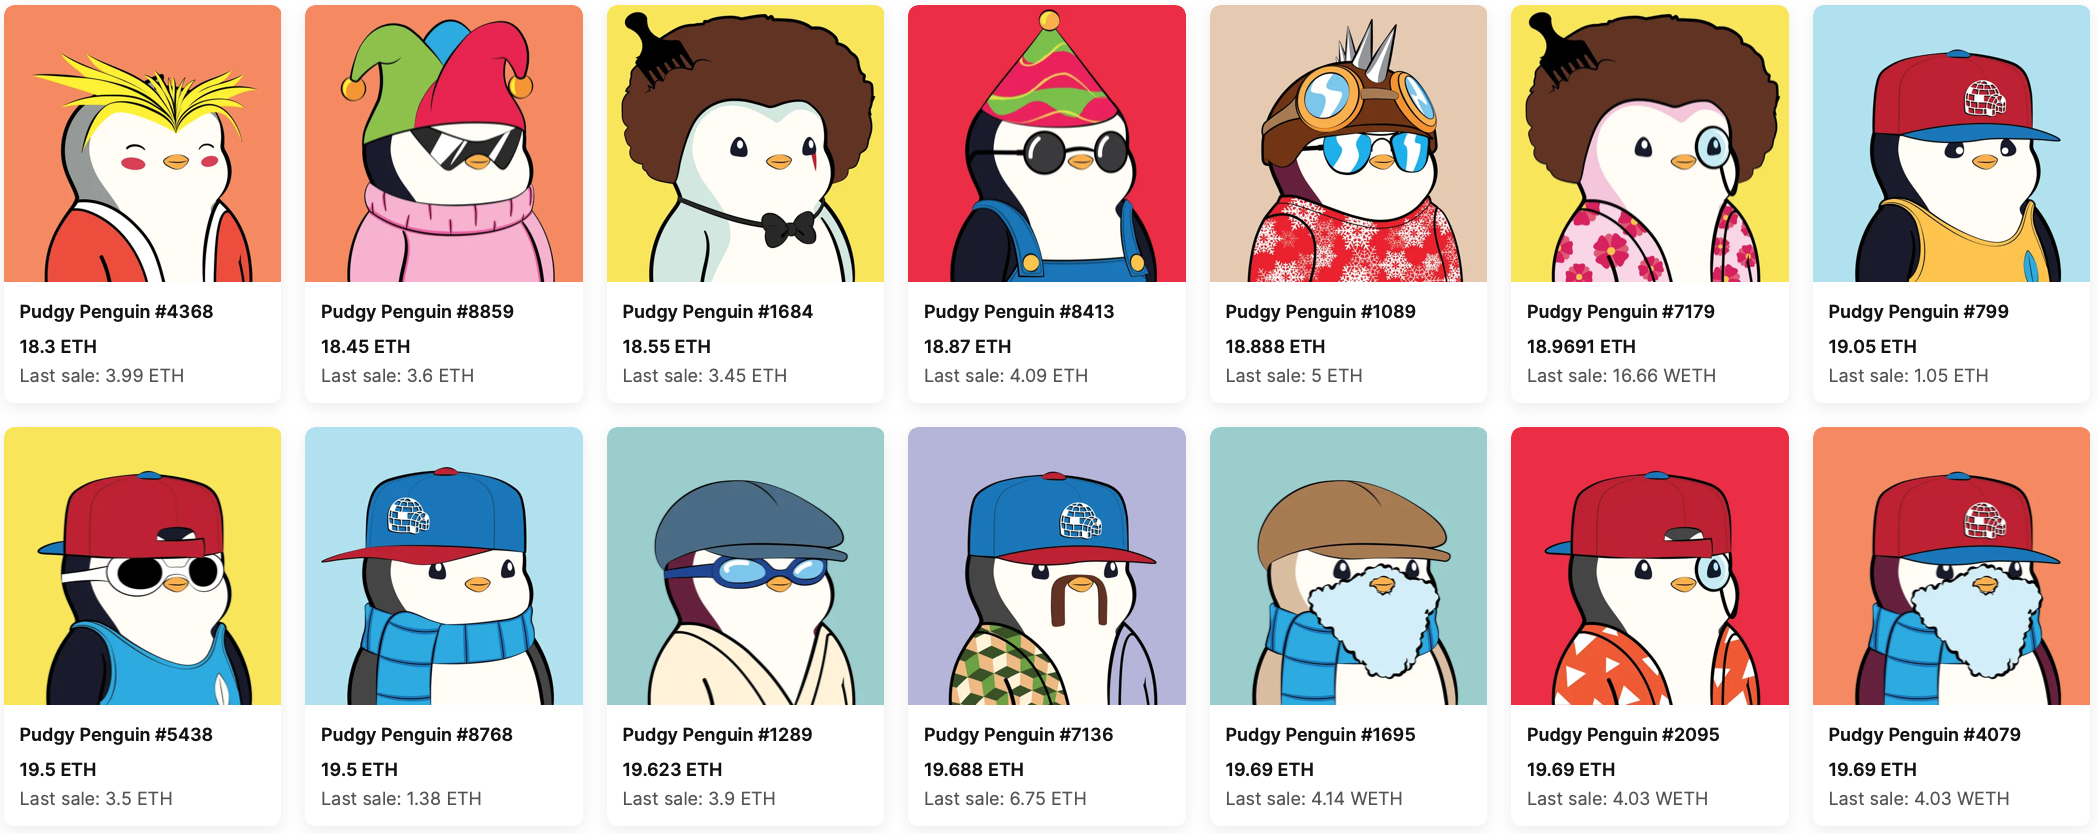 Pudgy Penguin #4368
18.3 ETH
Last sale: 3.99 ETH
Pudgy Penguin #8859
18.45 ETH
Last sale: 3.6 ETH
Pudgy Penguin #1684
18.55 ETH
Last sale: 3.45 ETH
Pudgy Penguin #8413
18.87 ETH
Last sale: 4.09 ETH
Pudgy Penguin #1089
18.888 ETH
Last sale: 5 ETH
Pudgy Penguin #7179
18.9691 ETH
Last sale: 16.66 WETH
Pudgy Penguin #799
19.05 ETH
Last sale: 1.05 ETH
Pudgy Penguin #5438
19.5 ETH
Last sale: 3.5 ETH
Pudgy Penguin #8768
19.5 ETH
Last sale: 1.38 ETH
Pudgy Penguin #1289
19.623 ETH
Last sale: 3.9 ETH
Pudgy Penguin #7136
19.688 ETH
Last sale: 6.75 ETH
Pudgy Penguin #1695
19.69 ETH
Last sale: 4.14 WETH
Pudgy Penguin #2095
19.69 ETH
Last sale: 4.03 WETH
Pudgy Penguin #4079
19.69 ETH
Last sale: 4.03 WETH